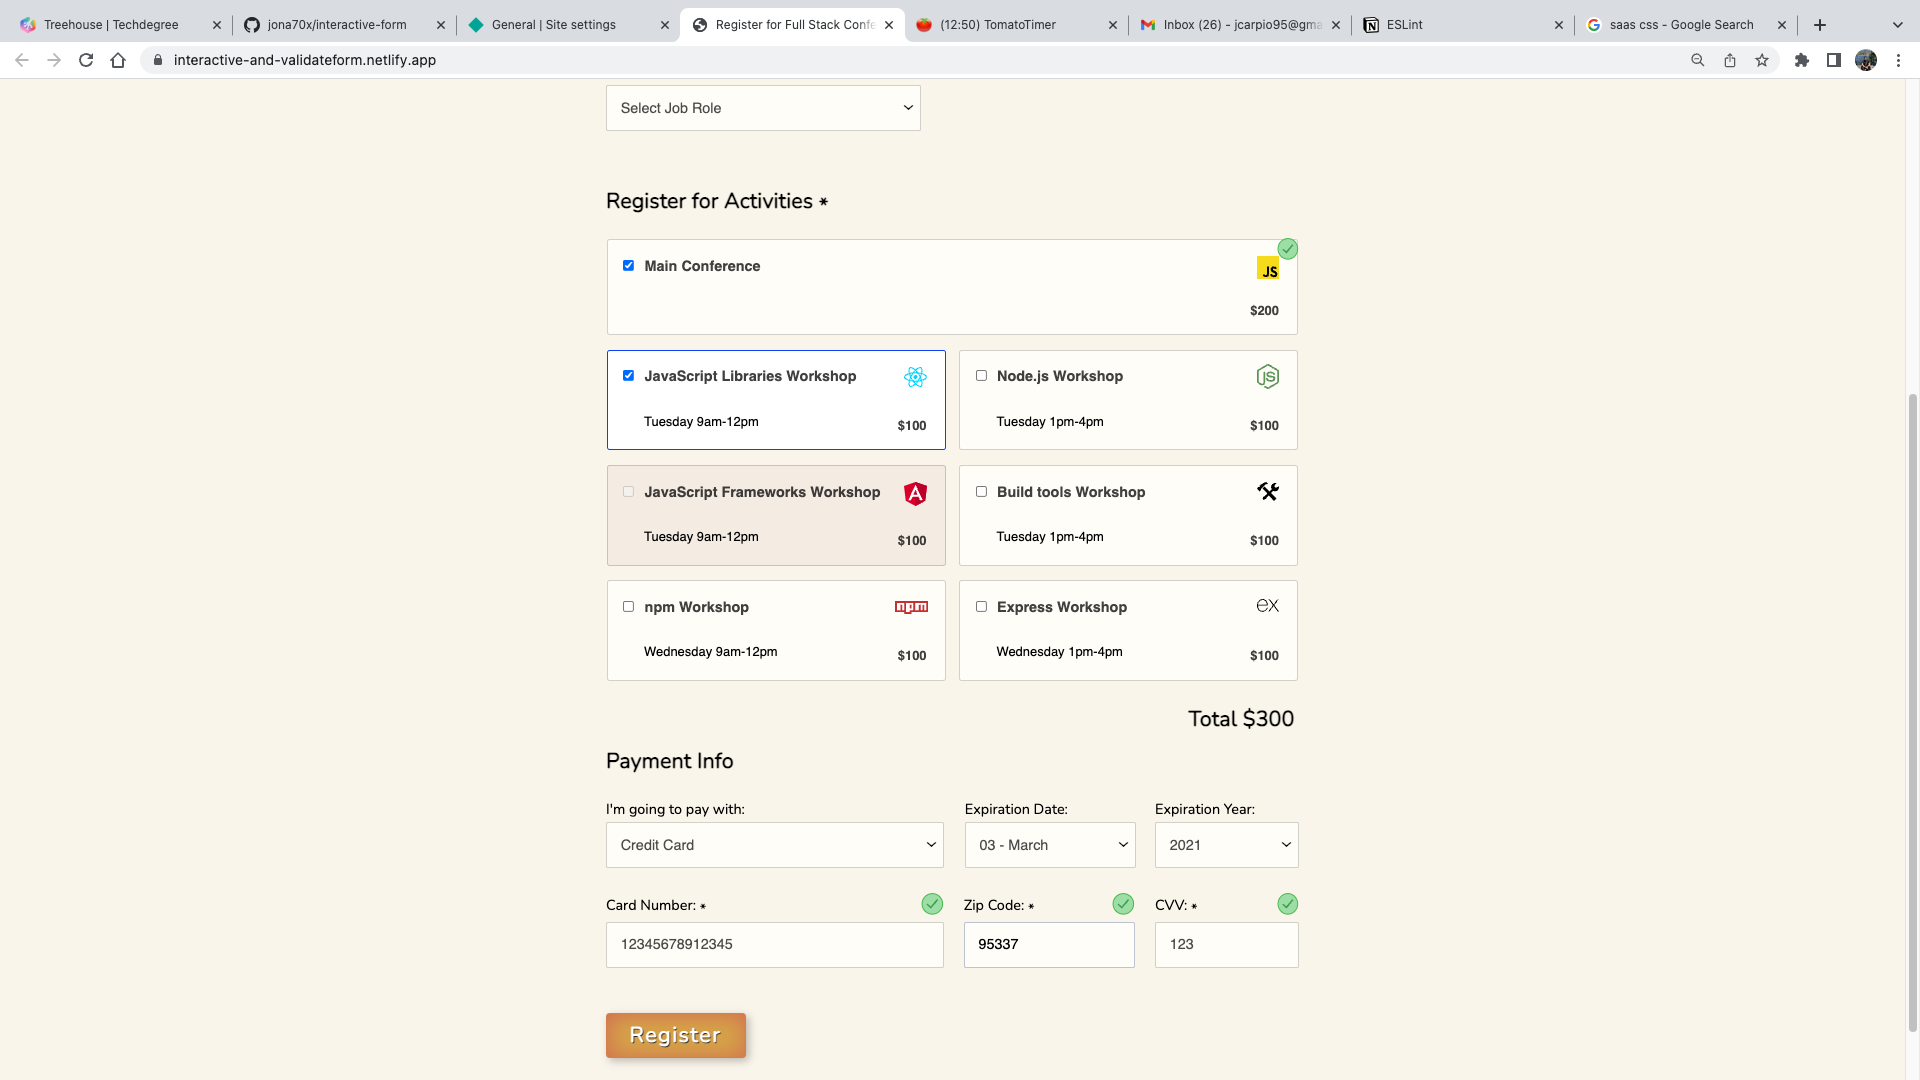 Treehouse | Techdegree
jona70x/interactive-form
General | Site settings
Register for Full Stack Confe
(12:50) TomatoTimer
Inbox (26) - jcarpio95@gma
ESLint
saas css - Google Search
interactive-and-validateform.netlify.app
Select Job Role
Register for Activities *
Main Conference
JS
$200
JavaScript Libraries Workshop
Tuesday 9am-12pm
$100
Node.js Workshop
JS
Tuesday 1pm-4pm
$100
JavaScript Frameworks Workshop
A
Tuesday 9am-12pm
$100
Build tools Workshop
Tuesday 1pm-4pm
$100
npm Workshop
npm
Wednesday 9am-12pm
$100
Express Workshop
ex
Wednesday 1pm-4pm
$100
Total $300
Payment Info
I'm going to pay with:
Expiration Date:
Expiration Year:
Credit Card
03 - March
2021
Card Number: *
Zip Code: *
CVV: *
12345678912345
95337
123
Register